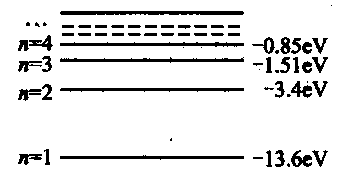 ...
n=4 -0.85eV
n=3 -1.51eV
n=2 -3.4eV
n=1 -13.6eV